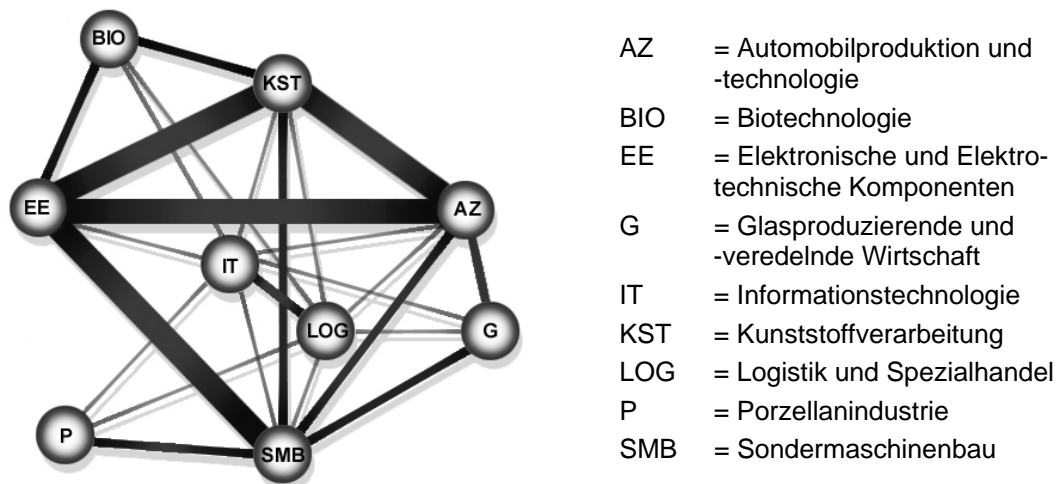 BIO
KST
EE
AZ
IT
LOG
G
P
SMB
AZ = Automobilproduktion und
-technologie
BIO = Biotechnologie
EE = Elektronische und Elektro-
technische Komponenten
G = Glasproduzierende und
-veredelnde Wirtschaft
IT = Informationstechnologie
KST = Kunststoffverarbeitung
LOG = Logistik und Spezialhandel
P = Porzellanindustrie
SMB = Sondermaschinenbau